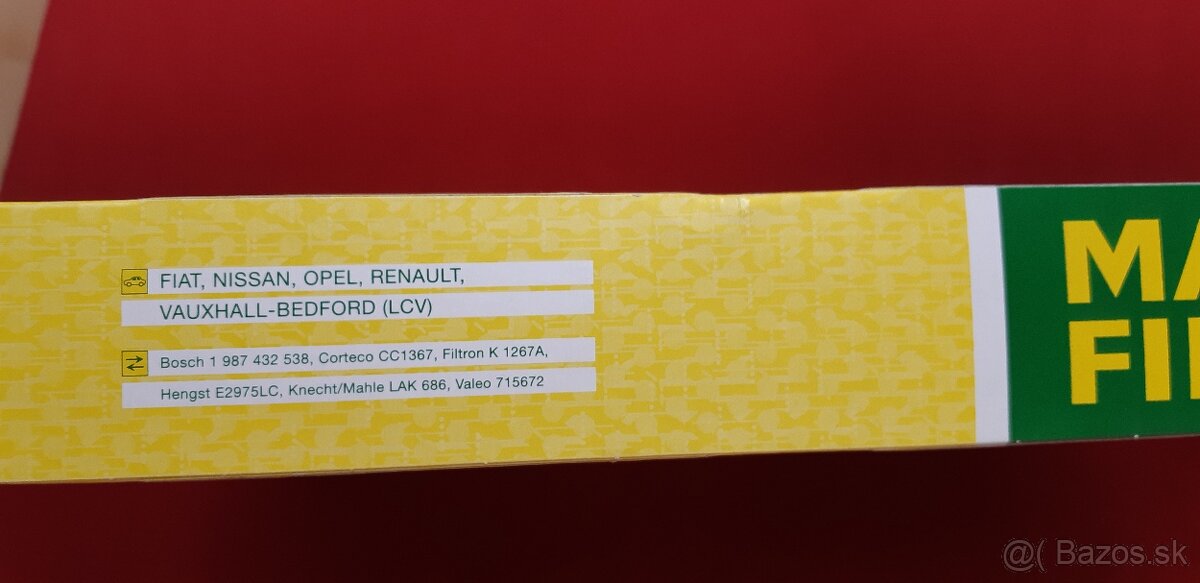 FIAT, NISSAN, OPEL, RENAULT,
VAUXHALL-BEDFORD (LCV)
Bosch 1 987 432 538, Corteco CC1367, Filtron K 1267A,
Hengst E2975LC, Knecht/Mahle LAK 686, Valeo 715672
MA
FI
@( Bazos.sk